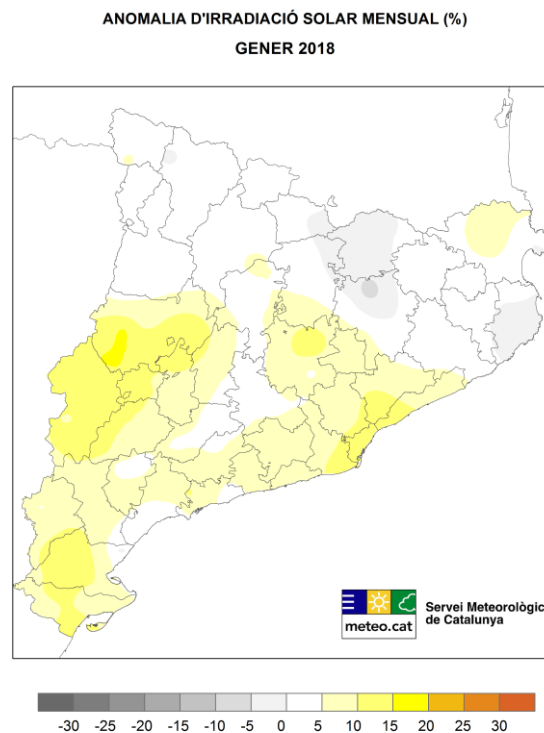 ANOMALIA D'IRRADIACIÓ SOLAR MENSUAL (%)
GENER 2018
meteo.cat
Servei Meteorològic
de Catalunya
-30 -25 -20 -15 -10 -5 0 5 10 15 20 25 30